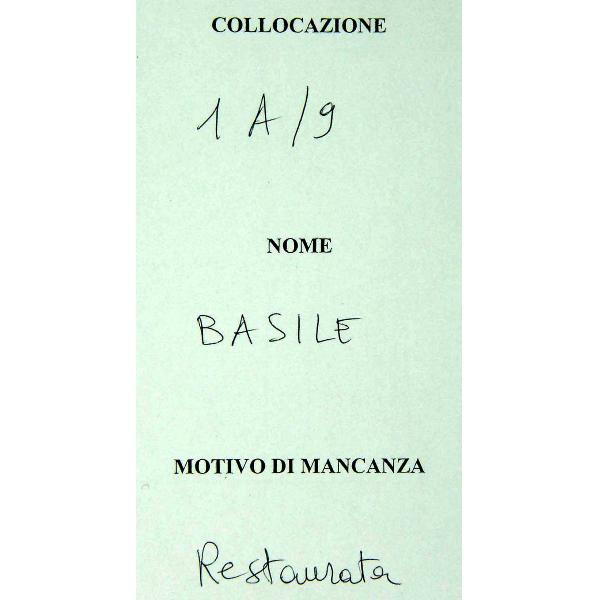 COLLOCAZIONE
1 A/9
NOME
BASILE
MOTIVO DI MANCANZA
Restaurata